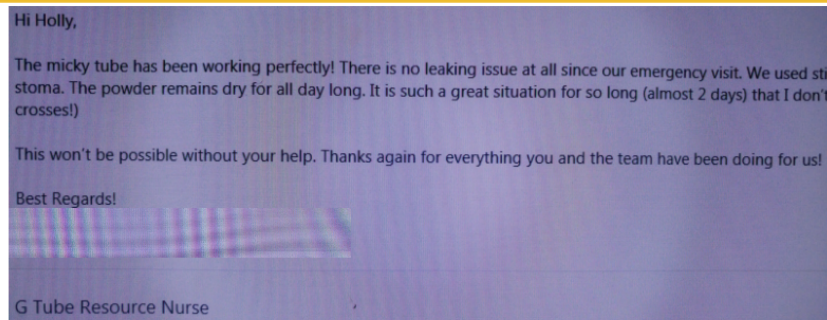 Hi Holly,
The micky tube has been working perfectly! There is no leaking issue at all since our emergency visit. We used sti
stoma. The powder remains dry for all day long. It is such a great situation for so long (almost 2 days) that I don't
crosses!)
This won't be possible without your help. Thanks again for everything you and the team have been doing for us!
Best Regards!
G Tube Resource Nurse